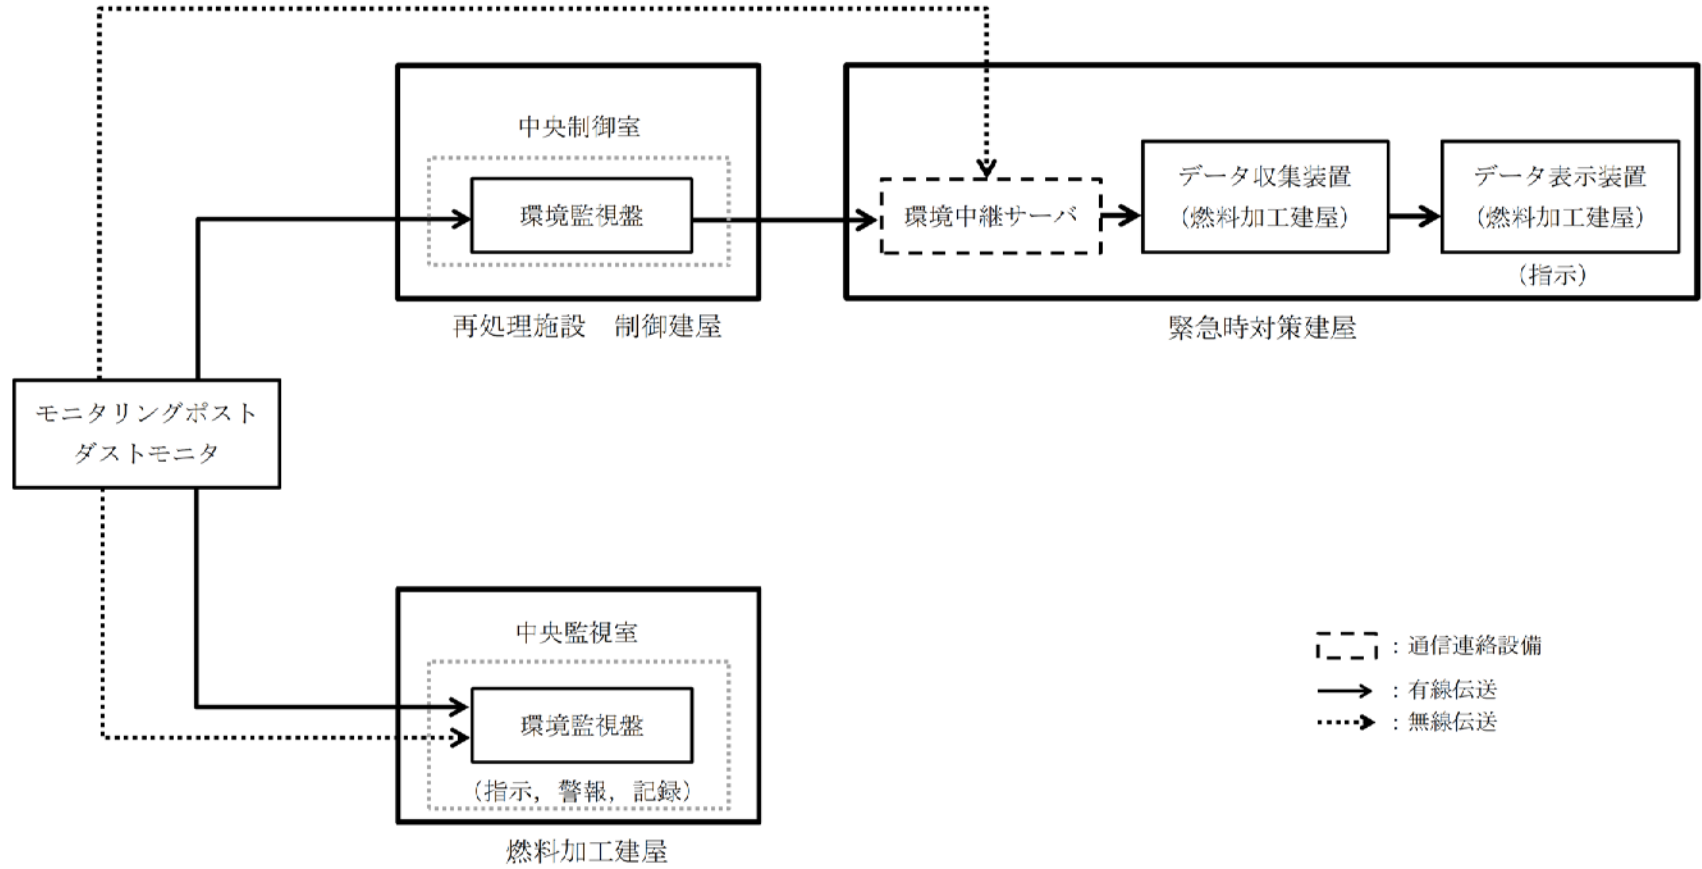 中央制御室
環境監視盤
再処理施設　制御建屋
環境中継サーバ
データ収集装置
（燃料加工建屋）
データ表示装置
（燃料加工建屋）
（指示）
緊急時対策建屋
モニタリングポスト
ダストモニタ
中央監視室
環境監視盤
（指示，警報，記録）
燃料加工建屋
：通信連絡設備
：有線伝送
：無線伝送